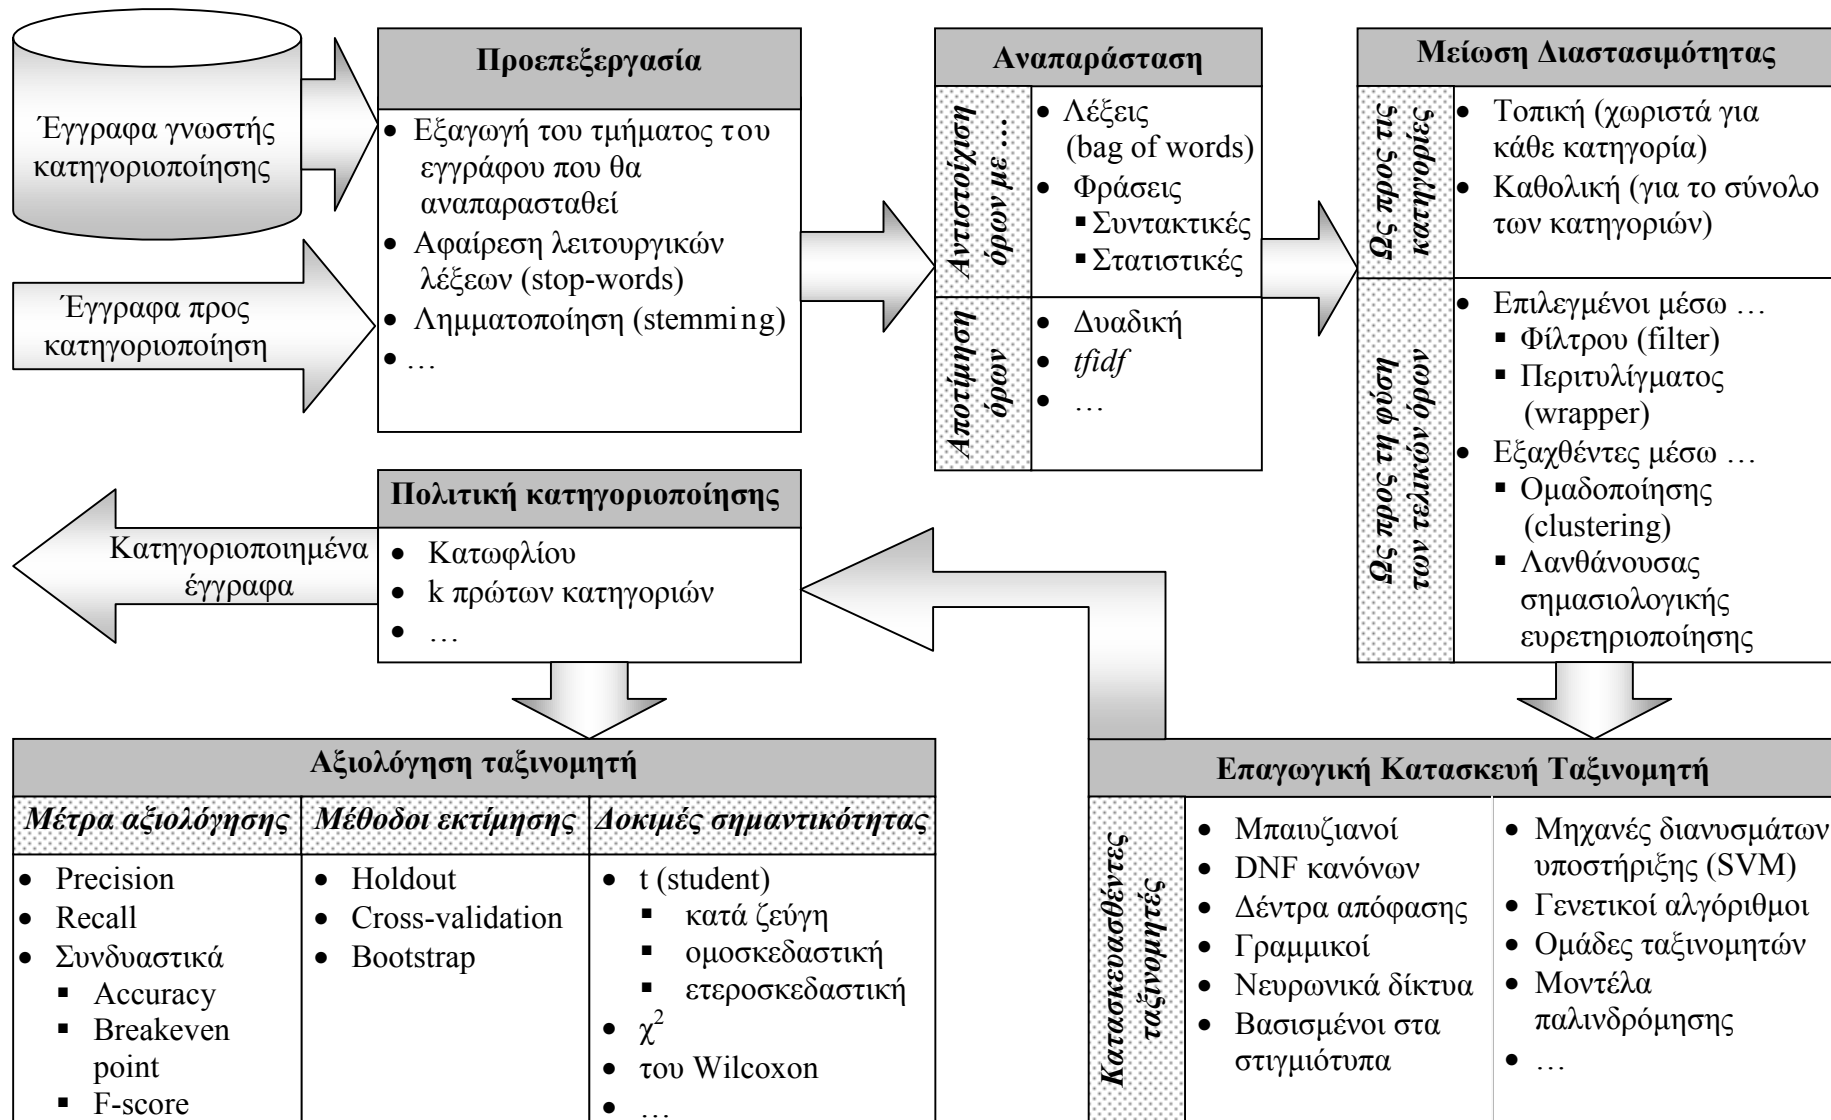 Έγγραφα γνωστής
κατηγοριοποίησης
Έγγραφα προς
κατηγοριοποίηση
Προεπεξεργασία
• Εξαγωγή του τμήματος του
εγγράφου που θα
αναπαρασταθεί
• Αφαίρεση λειτουργικών
λέξεων (stop-words)
• Λημματοποίηση (stemming)
• …
Αναπαράσταση
Αντιστοίχιση
όρων με …
• Λέξεις
(bag of words)
• Φράσεις
▪ Συντακτικές
▪ Στατιστικές
Αποτίμηση
όρων
• Δυαδική
• tfidf
• …
Μείωση Διαστασιμότητας
Ως προς τις
κατηγορίες
• Τοπική (χωριστά για
κάθε κατηγορία)
• Καθολική (για το σύνολο
των κατηγοριών)
Ως προς τη φύση
των τελικών όρων
• Επιλεγμένοι μέσω …
▪ Φίλτρου (filter)
▪ Περιτυλίγματος
(wrapper)
• Εξαχθέντες μέσω …
▪ Ομαδοποίησης
(clustering)
▪ Λανθάνουσας
σημασιολογικής
ευρετηριοποίησης
Επαγωγική Κατασκευή Ταξινομητή
Κατασκευασθέντες
ταξινομητές
• Μπαιυζιανοί
• DNF κανόνων
• Δέντρα απόφασης
• Γραμμικοί
• Νευρωνικά δίκτυα
• Βασισμένοι στα
στιγμιότυπα
• Μηχανές διανυσμάτων
υποστήριξης (SVM)
• Γενετικοί αλγόριθμοι
• Ομάδες ταξινομητών
• Μοντέλα
παλινδρόμησης
• …
Πολιτική κατηγοριοποίησης
• Κατωφλίου
• k πρώτων κατηγοριών
• …
Κατηγοριοποιημένα
έγγραφα
Αξιολόγηση ταξινομητή
Μέτρα αξιολόγησης
• Precision
• Recall
• Συνδυαστικά
▪ Accuracy
▪ Breakeven
point
▪ F-score
Μέθοδοι εκτίμησης
• Holdout
• Cross-validation
• Bootstrap
Δοκιμές σημαντικότητας
• t (student)
▪ κατά ζεύγη
▪ ομοσκεδαστική
▪ ετεροσκεδαστική
• χ²
• του Wilcoxon
• …